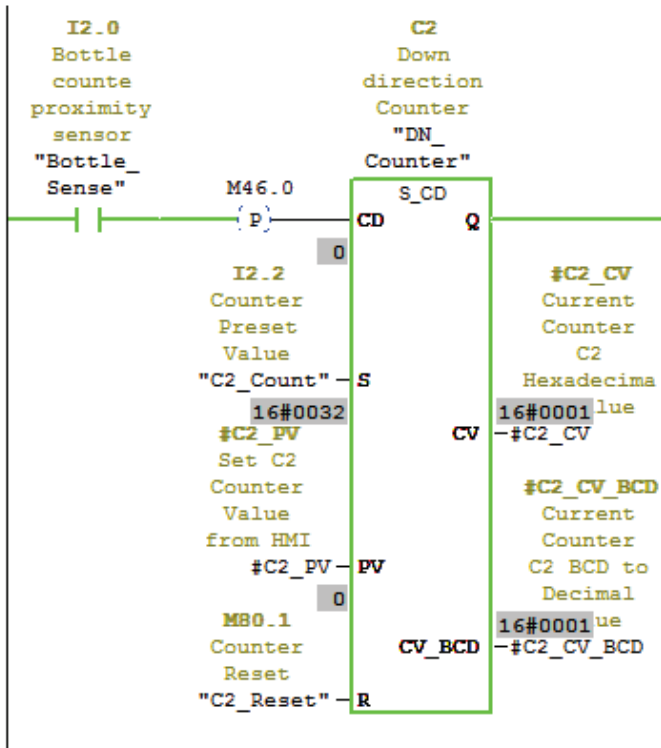 I2.0
Bottle
counte
proximity
sensor
"Bottle_
Sense"
M46.0
P
C2
Down
direction
Counter
"DN_
Counter"
S_CD
CD
Q
0
I2.2
Counter
Preset
Value
"C2_Count"
S
16#0032
#C2_PV
Set C2
Counter
Value
from HMI
#C2_PV
PV
0
M80.1
Counter
Reset
"C2_Reset"
R
#C2_CV
Current
Counter
C2
Hexadecima
16#0001 lue
CV
#C2_CV
#C2_CV_BCD
Current
Counter
C2 BCD to
Decimal
16#0001 ue
CV_BCD
#C2_CV_BCD